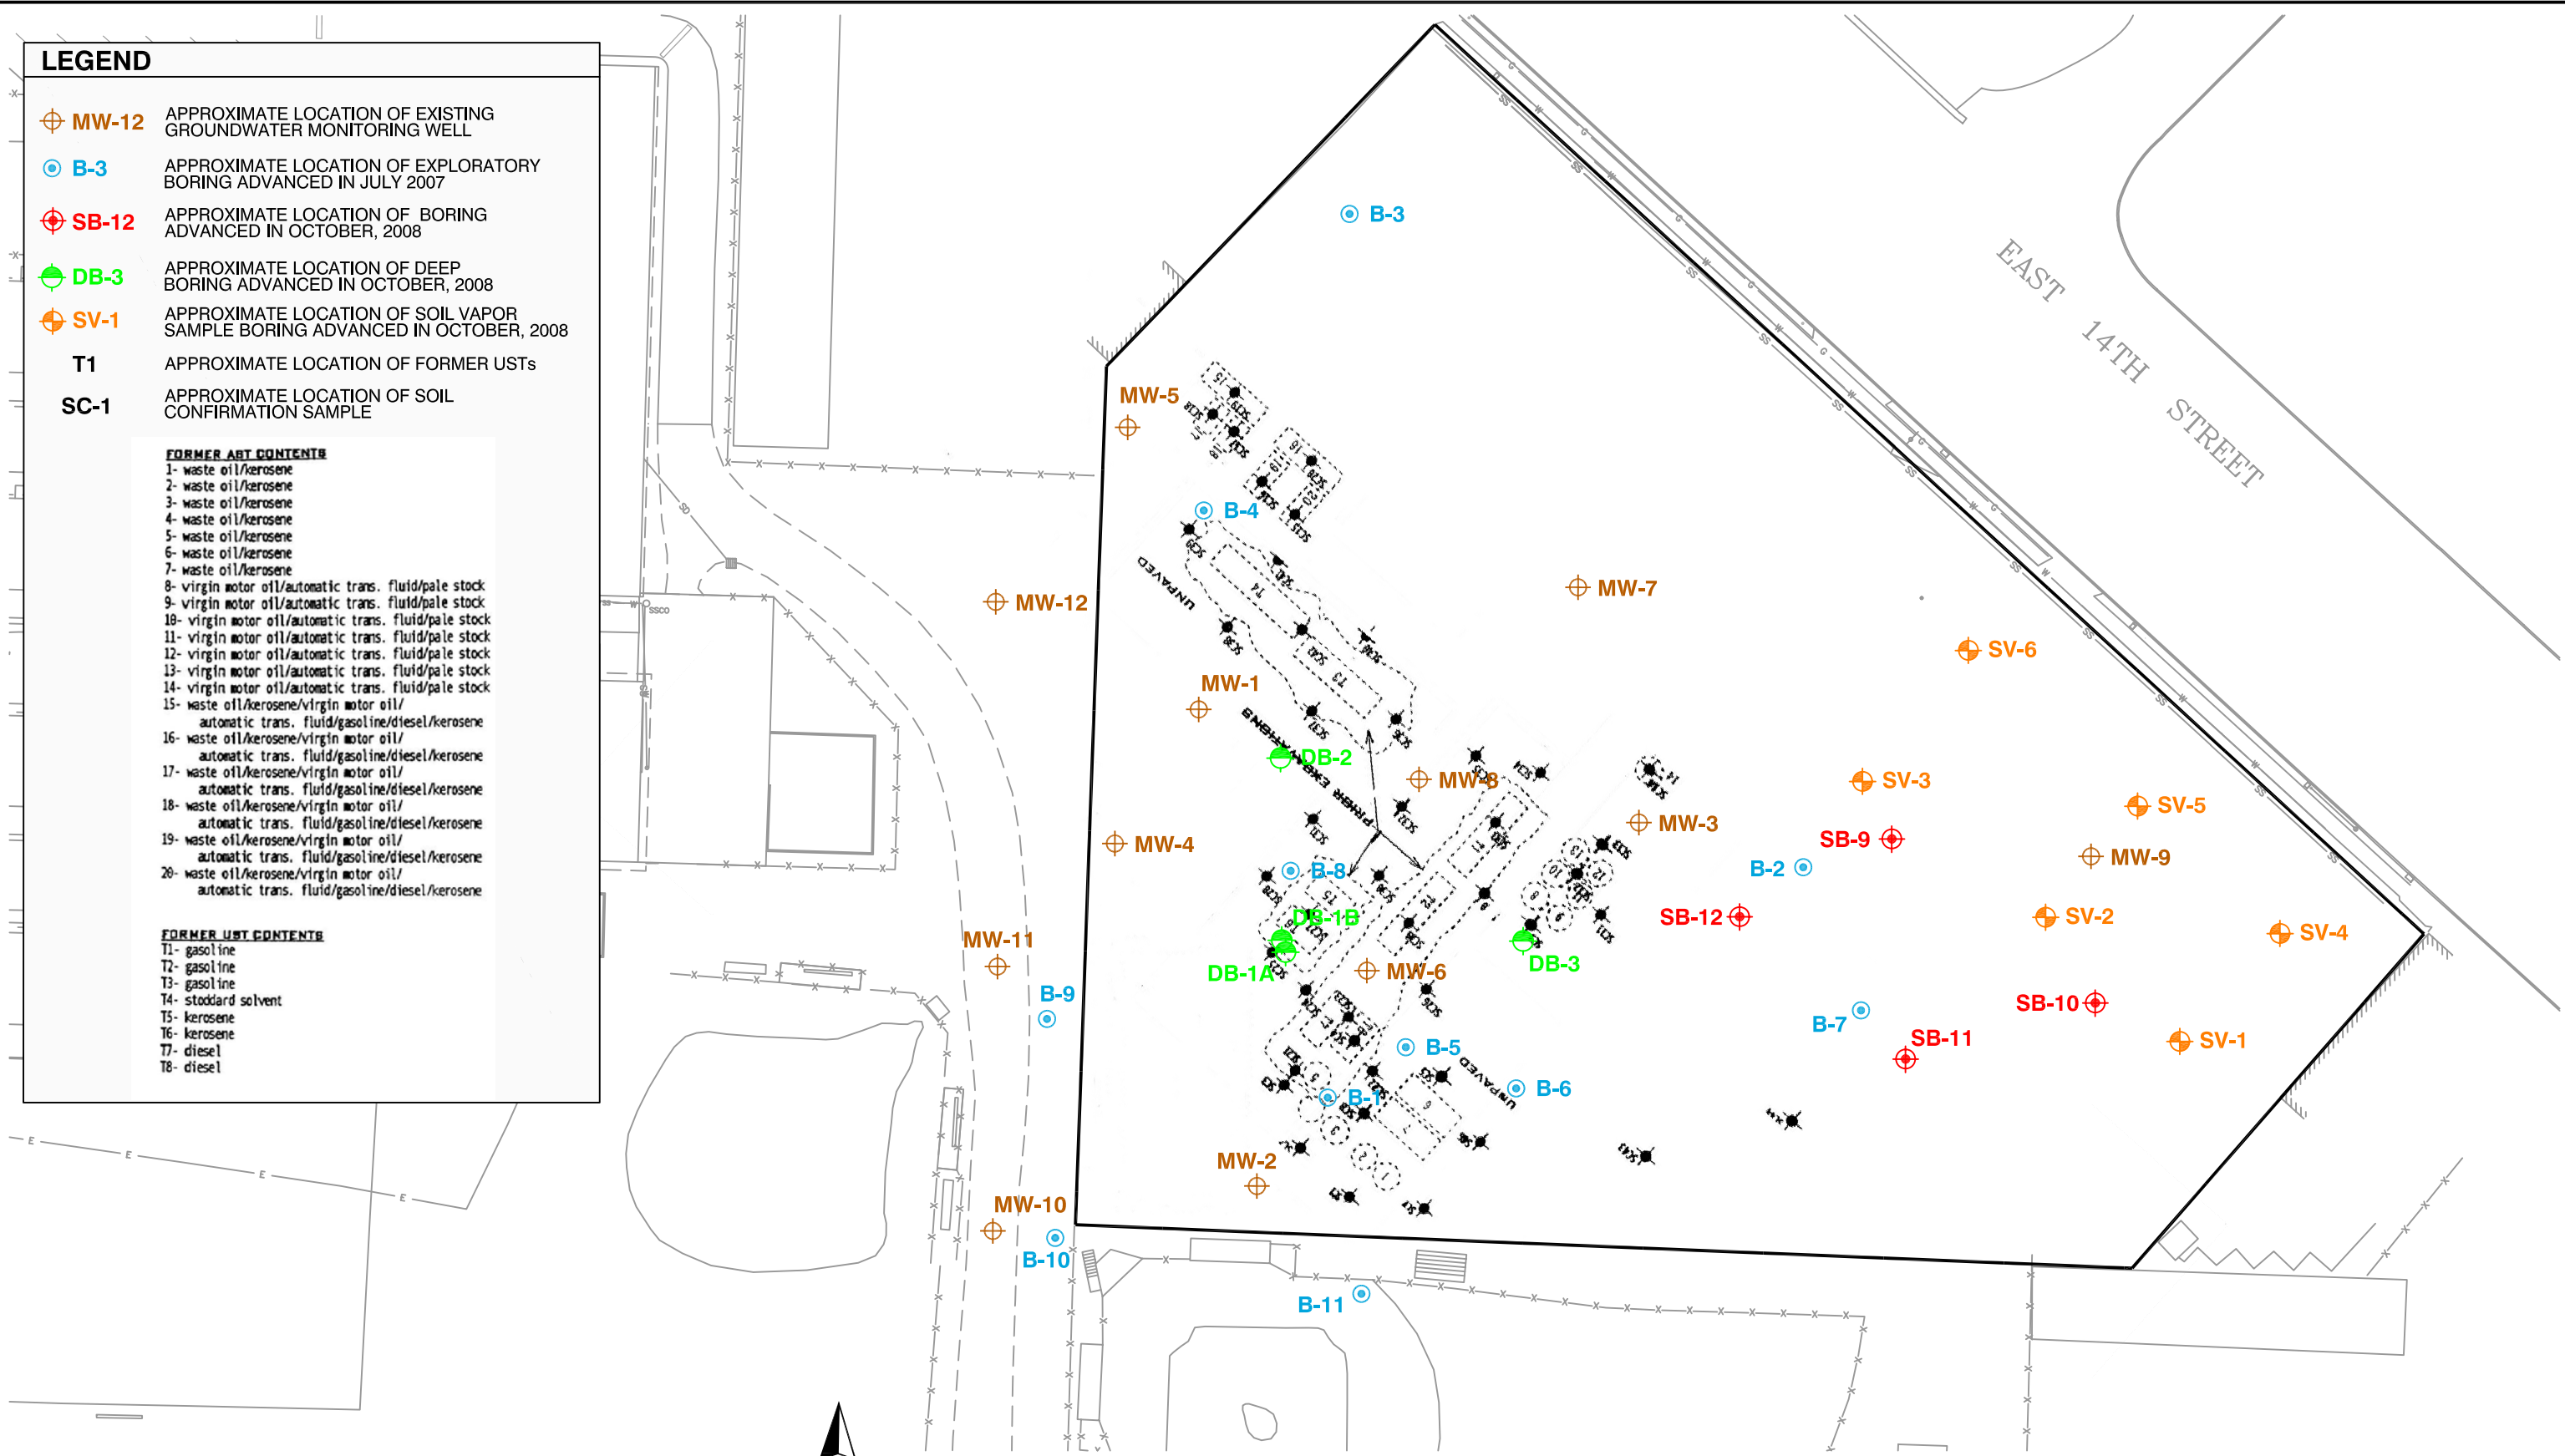 LEGEND
MW-12 APPROXIMATE LOCATION OF EXISTING
GROUNDWATER MONITORING WELL
B-3 APPROXIMATE LOCATION OF EXPLORATORY
BORING ADVANCED IN JULY 2007
SB-12 APPROXIMATE LOCATION OF BORING
ADVANCED IN OCTOBER, 2008
DB-3 APPROXIMATE LOCATION OF DEEP
BORING ADVANCED IN OCTOBER, 2008
SV-1 APPROXIMATE LOCATION OF SOIL VAPOR
SAMPLE BORING ADVANCED IN OCTOBER, 2008
T1 APPROXIMATE LOCATION OF FORMER USTs
SC-1 APPROXIMATE LOCATION OF SOIL
CONFIRMATION SAMPLE
FORMER AST CONTENTS
1- waste oil/kerosene
2- waste oil/kerosene
3- waste oil/kerosene
4- waste oil/kerosene
5- waste oil/kerosene
6- waste oil/kerosene
7- waste oil/kerosene
8- virgin motor oil/automatic trans. fluid/pale stock
9- virgin motor oil/automatic trans. fluid/pale stock
10- virgin motor oil/automatic trans. fluid/pale stock
11- virgin motor oil/automatic trans. fluid/pale stock
12- virgin motor oil/automatic trans. fluid/pale stock
13- virgin motor oil/automatic trans. fluid/pale stock
14- virgin motor oil/automatic trans. fluid/pale stock
15- waste oil/kerosene/virgin motor oil/
automatic trans. fluid/gasoline/diesel/kerosene
16- waste oil/kerosene/virgin motor oil/
automatic trans. fluid/gasoline/diesel/kerosene
17- waste oil/kerosene/virgin motor oil/
automatic trans. fluid/gasoline/diesel/kerosene
18- waste oil/kerosene/virgin motor oil/
automatic trans. fluid/gasoline/diesel/kerosene
19- waste oil/kerosene/virgin motor oil/
automatic trans. fluid/gasoline/diesel/kerosene
20- waste oil/kerosene/virgin motor oil/
automatic trans. fluid/gasoline/diesel/kerosene
FORMER UST CONTENTS
T1- gasoline
T2- gasoline
T3- gasoline
T4- stoddard solvent
T5- kerosene
T6- kerosene
T7- diesel
T8- diesel
B-3
EAST 14TH STREET
MW-5
B-4
UNPAVED
T4
MW-12
MW-7
SV-6
T3
MW-1
DB-2
MW-8
SV-3
SV-5
MW-4
MW-3
SB-9
MW-9
B-2
B-8
T5
T1
T2
DB-1B
SB-12
SV-2
SV-4
MW-11
DB-1A
MW-6
DB-3
B-9
SB-10
B-7
SB-11
SV-1
B-5
UNPAVED
B-6
B-1
SC43
MW-2
MW-10
B-10
B-11
SSCO
SD